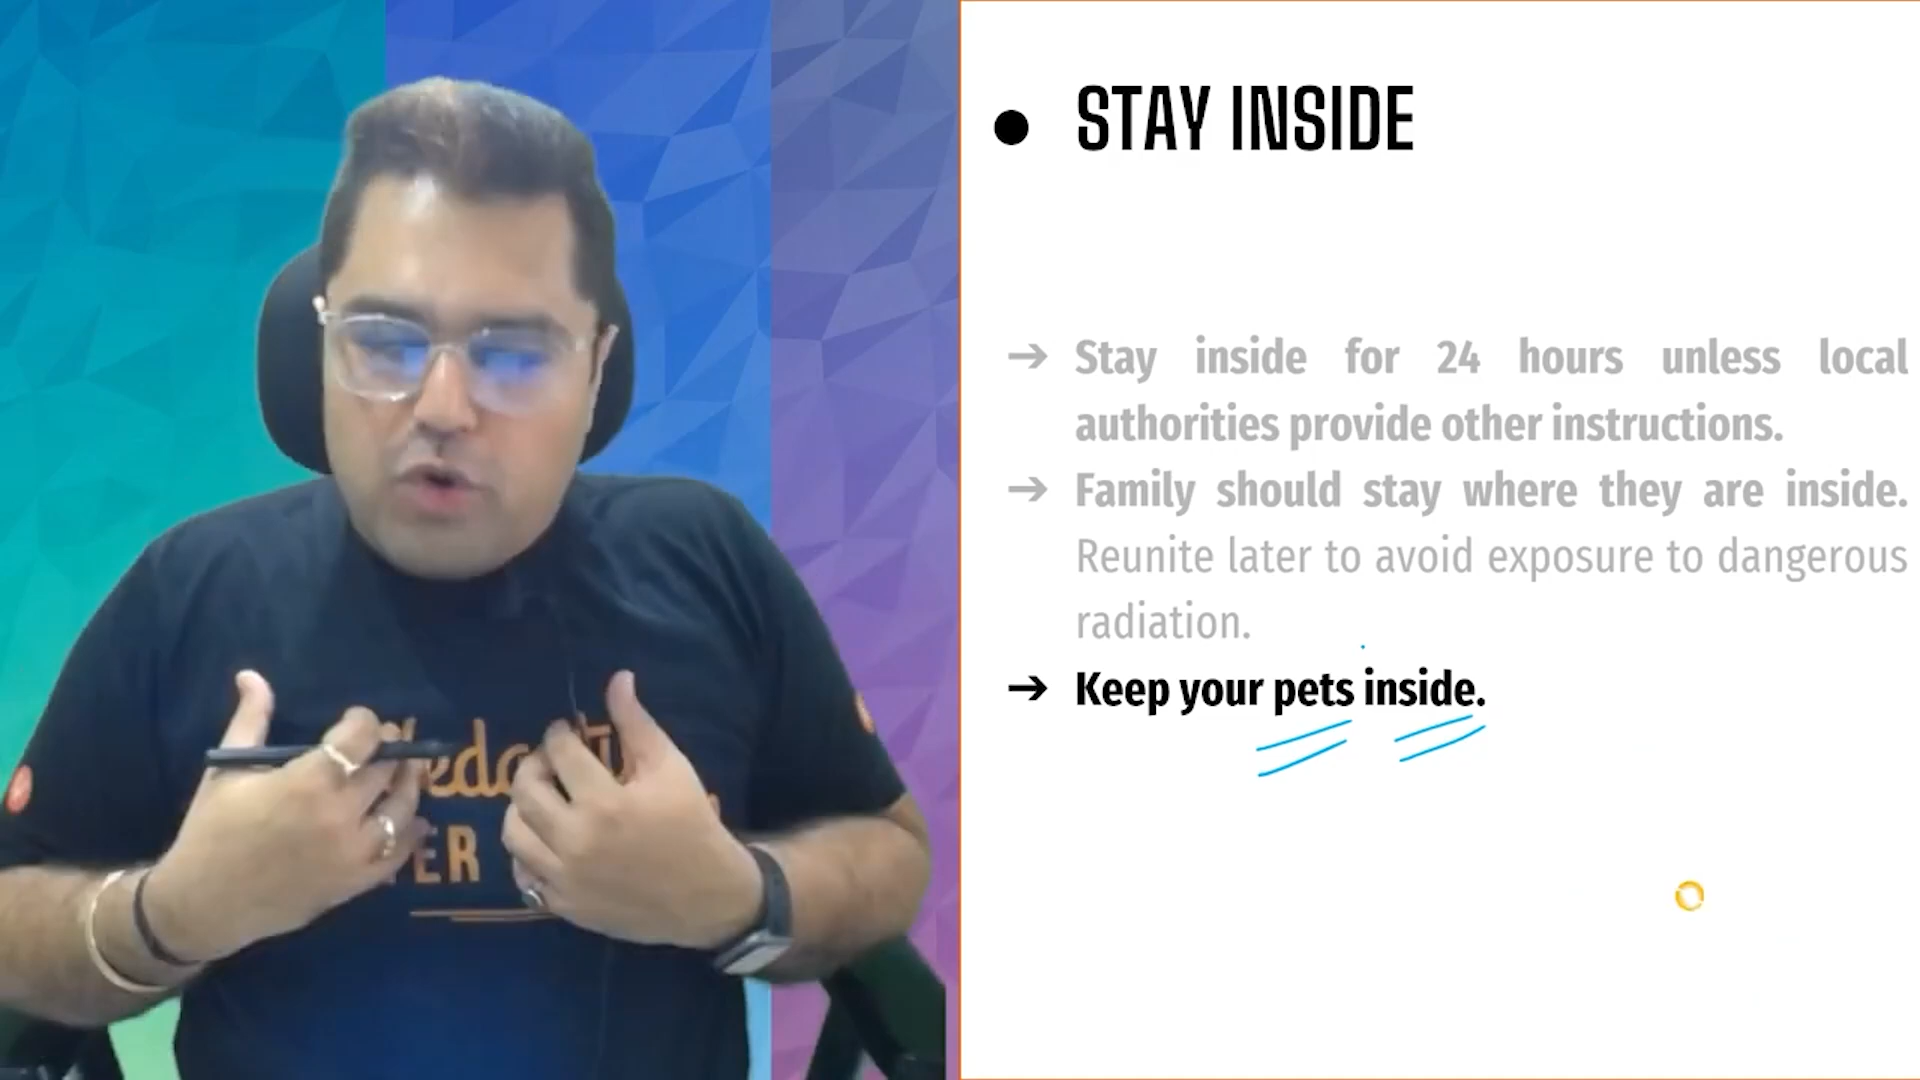 STAY INSIDE
Stay inside for 24 hours unless local
authorities provide other instructions.
Family should stay where they are inside.
Reunite later to avoid exposure to dangerous
radiation.
Keep your pets inside.